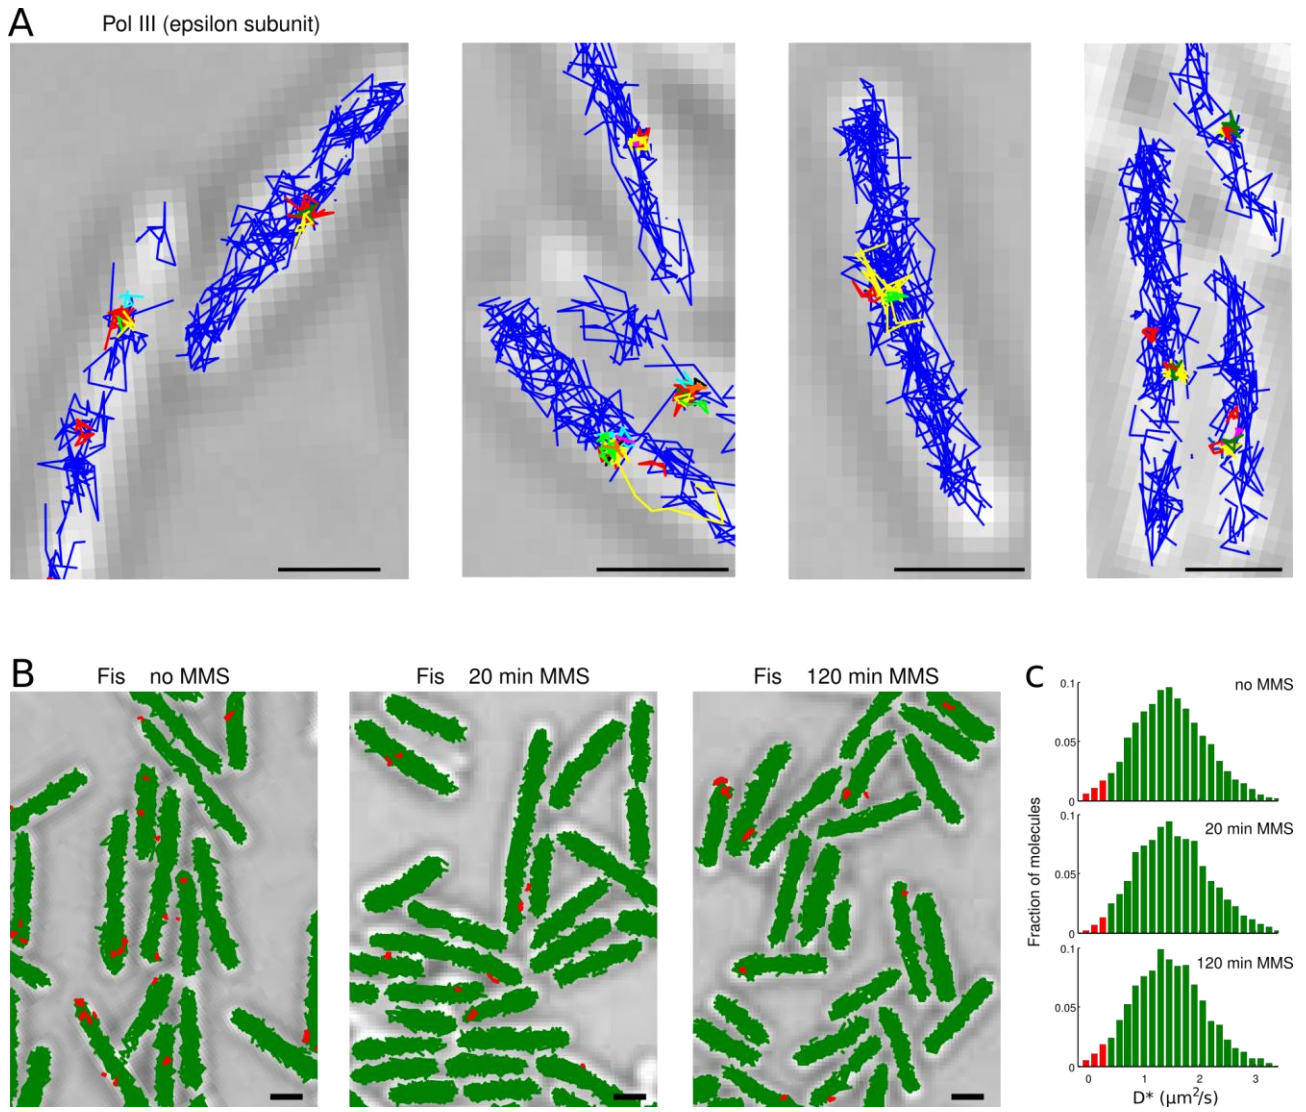 A
Pol III (epsilon subunit)
B
Fis no MMS
Fis 20 min MMS
Fis 120 min MMS
C
Fraction of molecules
0.1
0.05
0
no MMS
0.1
0.05
0
20 min MMS
0.1
0.05
0
120 min MMS
0 1 2 3
D* (μm²/s)